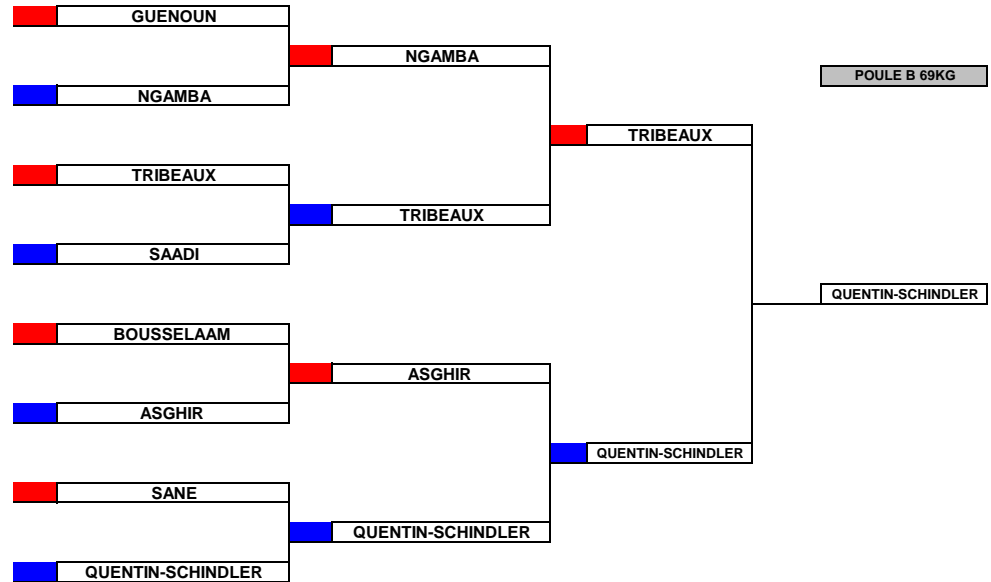 GUENOUN
NGAMBA
POULE B 69KG
NGAMBA
TRIBEAUX
TRIBEAUX
TRIBEAUX
SAADI
QUENTIN-SCHINDLER
BOUSSELAAM
ASGHIR
ASGHIR
QUENTIN-SCHINDLER
SANE
QUENTIN-SCHINDLER
QUENTIN-SCHINDLER